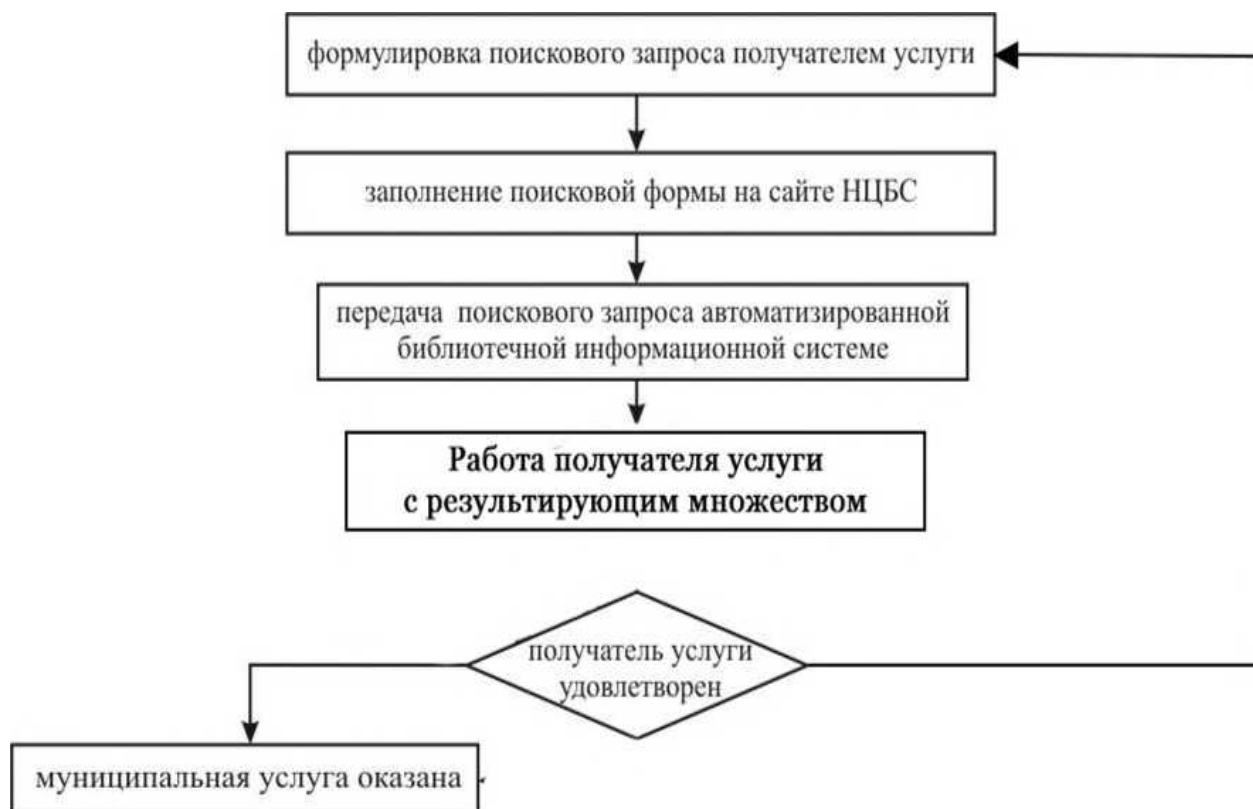 формулировка поискового запроса получателем услуги
заполнение поисковой формы на сайте НЦБС
передача поискового запроса автоматизированной
библиотечной информационной системе
Работа получателя услуги
с результирующим множеством
получатель услуги
удовлетворен
муниципальная услуга оказана